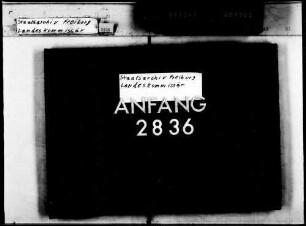 Staatsarchiv Freiburg
Landeskommissär
Staatsarchiv Freiburg
Landeskommissär
ANFANG
2836